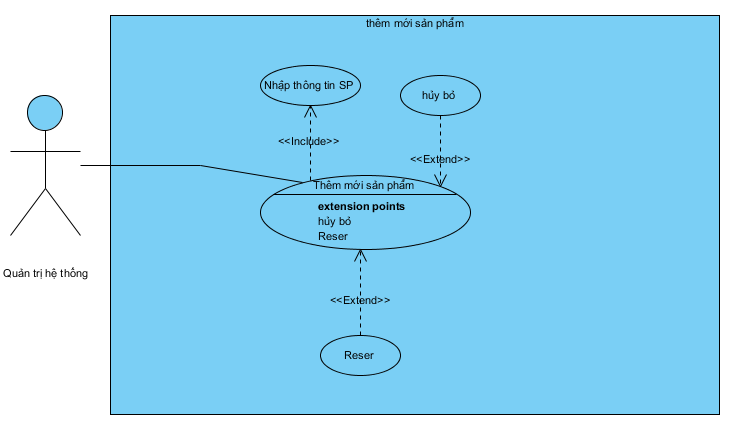 thêm mới sản phẩm
Nhập thông tin SP
hủy bỏ
<<Include>>
<<Extend>>
Thêm mới sản phẩm
extension points
hủy bỏ
Reser
Quản trị hệ thống
<<Extend>>
Reser